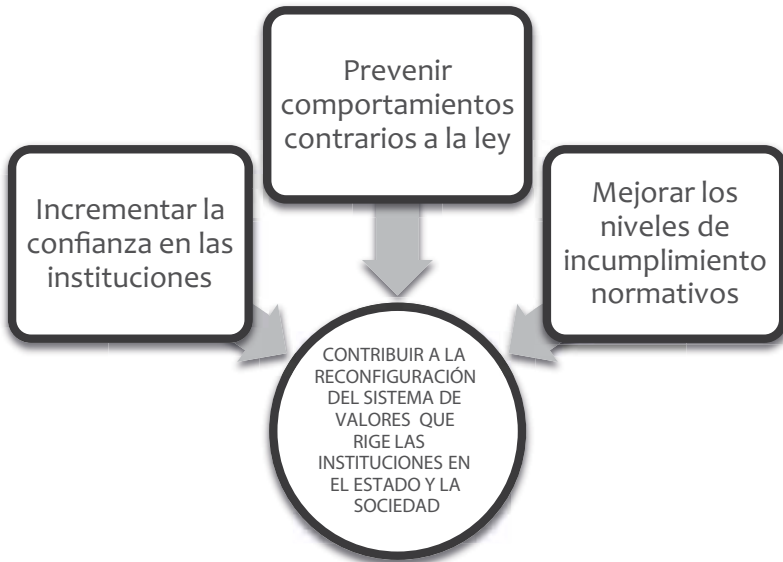 Prevenir
comportamientos
contrarios a la ley
Incrementar la
confianza en las
instituciones
Mejorar los
niveles de
incumplimiento
normativos
CONTRIBUIR A LA
RECONFIGURACIÓN
DEL SISTEMA DE
VALORES QUE
RIGE LAS
INSTITUCIONES EN
EL ESTADO Y LA
SOCIEDAD